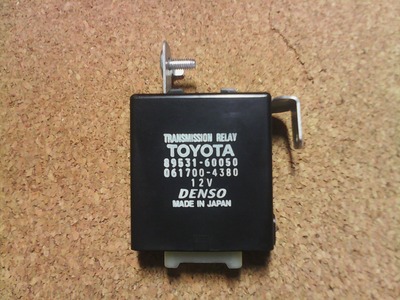 TRANSMISSION RELAY
TOYOTA
89531-60050
061700-4380
12V
DENSO
MADE IN JAPAN